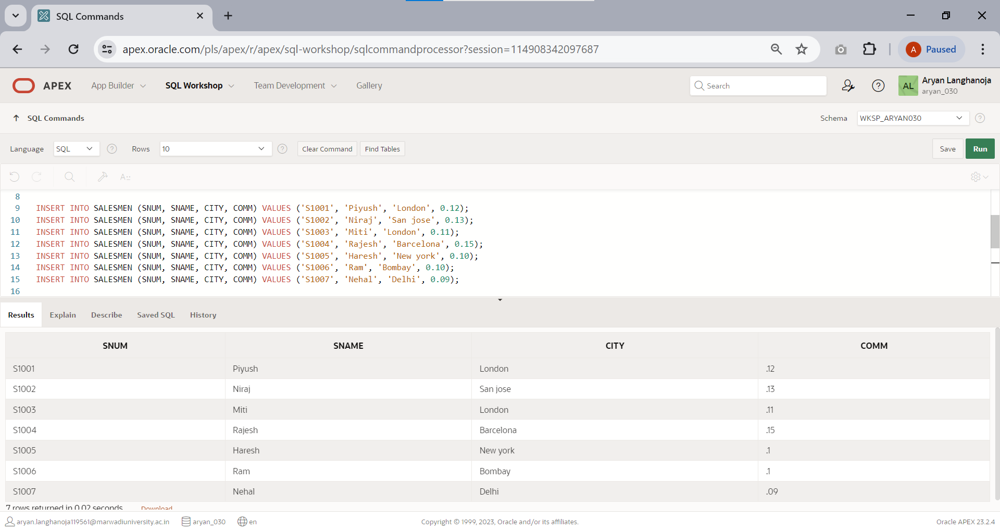 SQL Commands
apex.oracle.com/pls/apex/r/apex/sql-workshop/sqlcommandprocessor?session=114908342097687
A Paused
APEX App Builder SQL Workshop Team Development Gallery Search ? AL Aryan Langhanoja
aryan_030
SQL Commands Schema WKSP_ARYAN030 ?
Language SQL ? Rows 10 ? Clear Command Find Tables Save Run
8
9 INSERT INTO SALESMEN (SNUM, SNAME, CITY, COMM) VALUES ('S1001', 'Piyush', 'London', 0.12);
10 INSERT INTO SALESMEN (SNUM, SNAME, CITY, COMM) VALUES ('S1002', 'Niraj', 'San jose', 0.13);
11 INSERT INTO SALESMEN (SNUM, SNAME, CITY, COMM) VALUES ('S1003', 'Miti', 'London', 0.11);
12 INSERT INTO SALESMEN (SNUM, SNAME, CITY, COMM) VALUES ('S1004', 'Rajesh', 'Barcelona', 0.15);
13 INSERT INTO SALESMEN (SNUM, SNAME, CITY, COMM) VALUES ('S1005', 'Haresh', 'New york', 0.10);
14 INSERT INTO SALESMEN (SNUM, SNAME, CITY, COMM) VALUES ('S1006', 'Ram', 'Bombay', 0.10);
15 INSERT INTO SALESMEN (SNUM, SNAME, CITY, COMM) VALUES ('S1007', 'Nehal', 'Delhi', 0.09);
16
Results Explain Describe Saved SQL History
SNUM SNAME CITY COMM
S1001 Piyush London .12
S1002 Niraj San jose .13
S1003 Miti London .11
S1004 Rajesh Barcelona .15
S1005 Haresh New york .1
S1006 Ram Bombay .1
S1007 Nehal Delhi .09
7 rows returned in 0.02 seconds Download
aryan.langhanoja119561@marwadiuniversity.ac.in aryan_030 en Copyright © 1999, 2023, Oracle and/or its affiliates. Oracle APEX 23.2.4